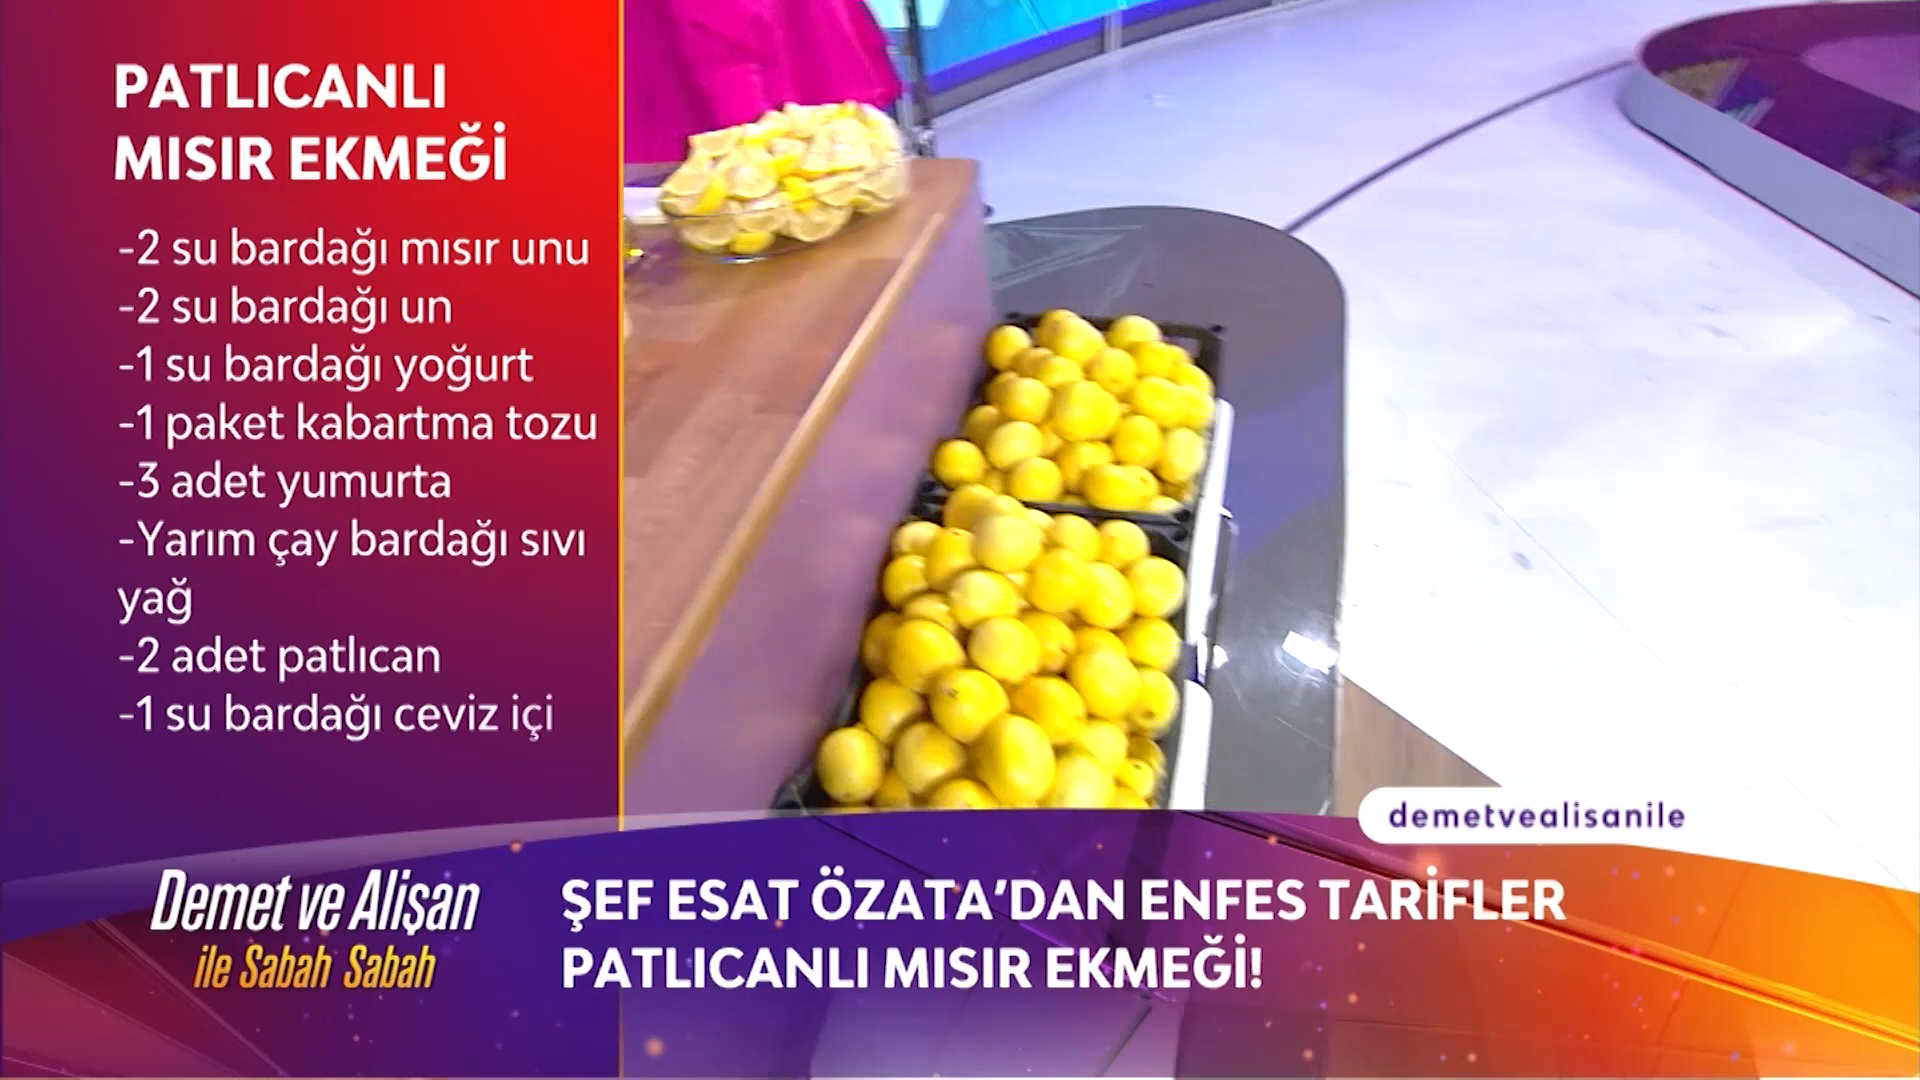 PATLICANLI
MISIR EKMEĞİ
-2 su bardağı mısır unu
-2 su bardağı un
-1 su bardağı yoğurt
-1 paket kabartma tozu
-3 adet yumurta
-Yarım çay bardağı sıvı
yağ
-2 adet patlıcan
-1 su bardağı ceviz içi
demetvealisanile
Demet ve Alişan
ile Sabah Sabah
ŞEF ESAT ÖZATA'DAN ENFES TARİFLER
PATLICANLI MISIR EKMEĞİ!